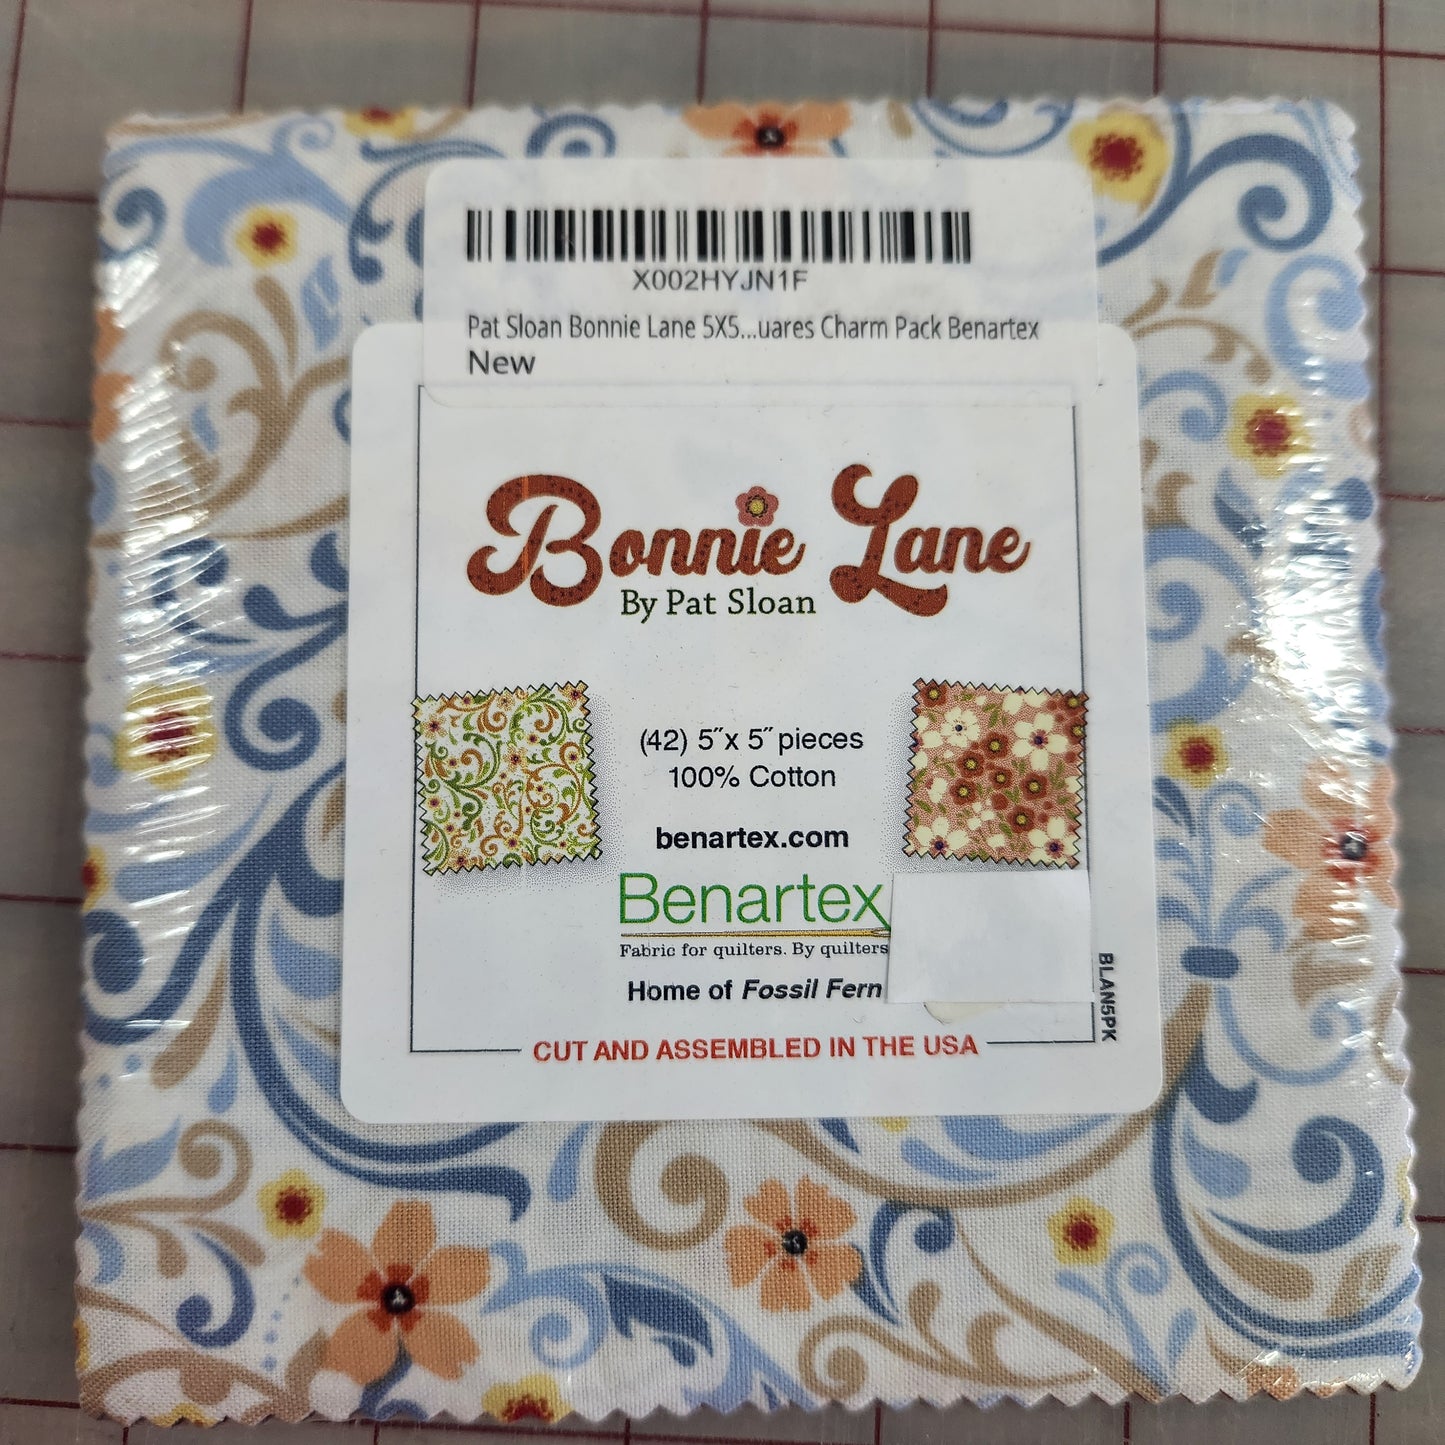 X002HYJN1F
Pat Sloan Bonnie Lane 5X5...uares Charm Pack Benartex
New
Bonnie Lane
By Pat Sloan
(42) 5″x 5″ pieces
100% Cotton
benartex.com
Benartex
Fabric for quilters. By quilters
Home of Fossil Fern
CUT AND ASSEMBLED IN THE USA
BLAN5PK